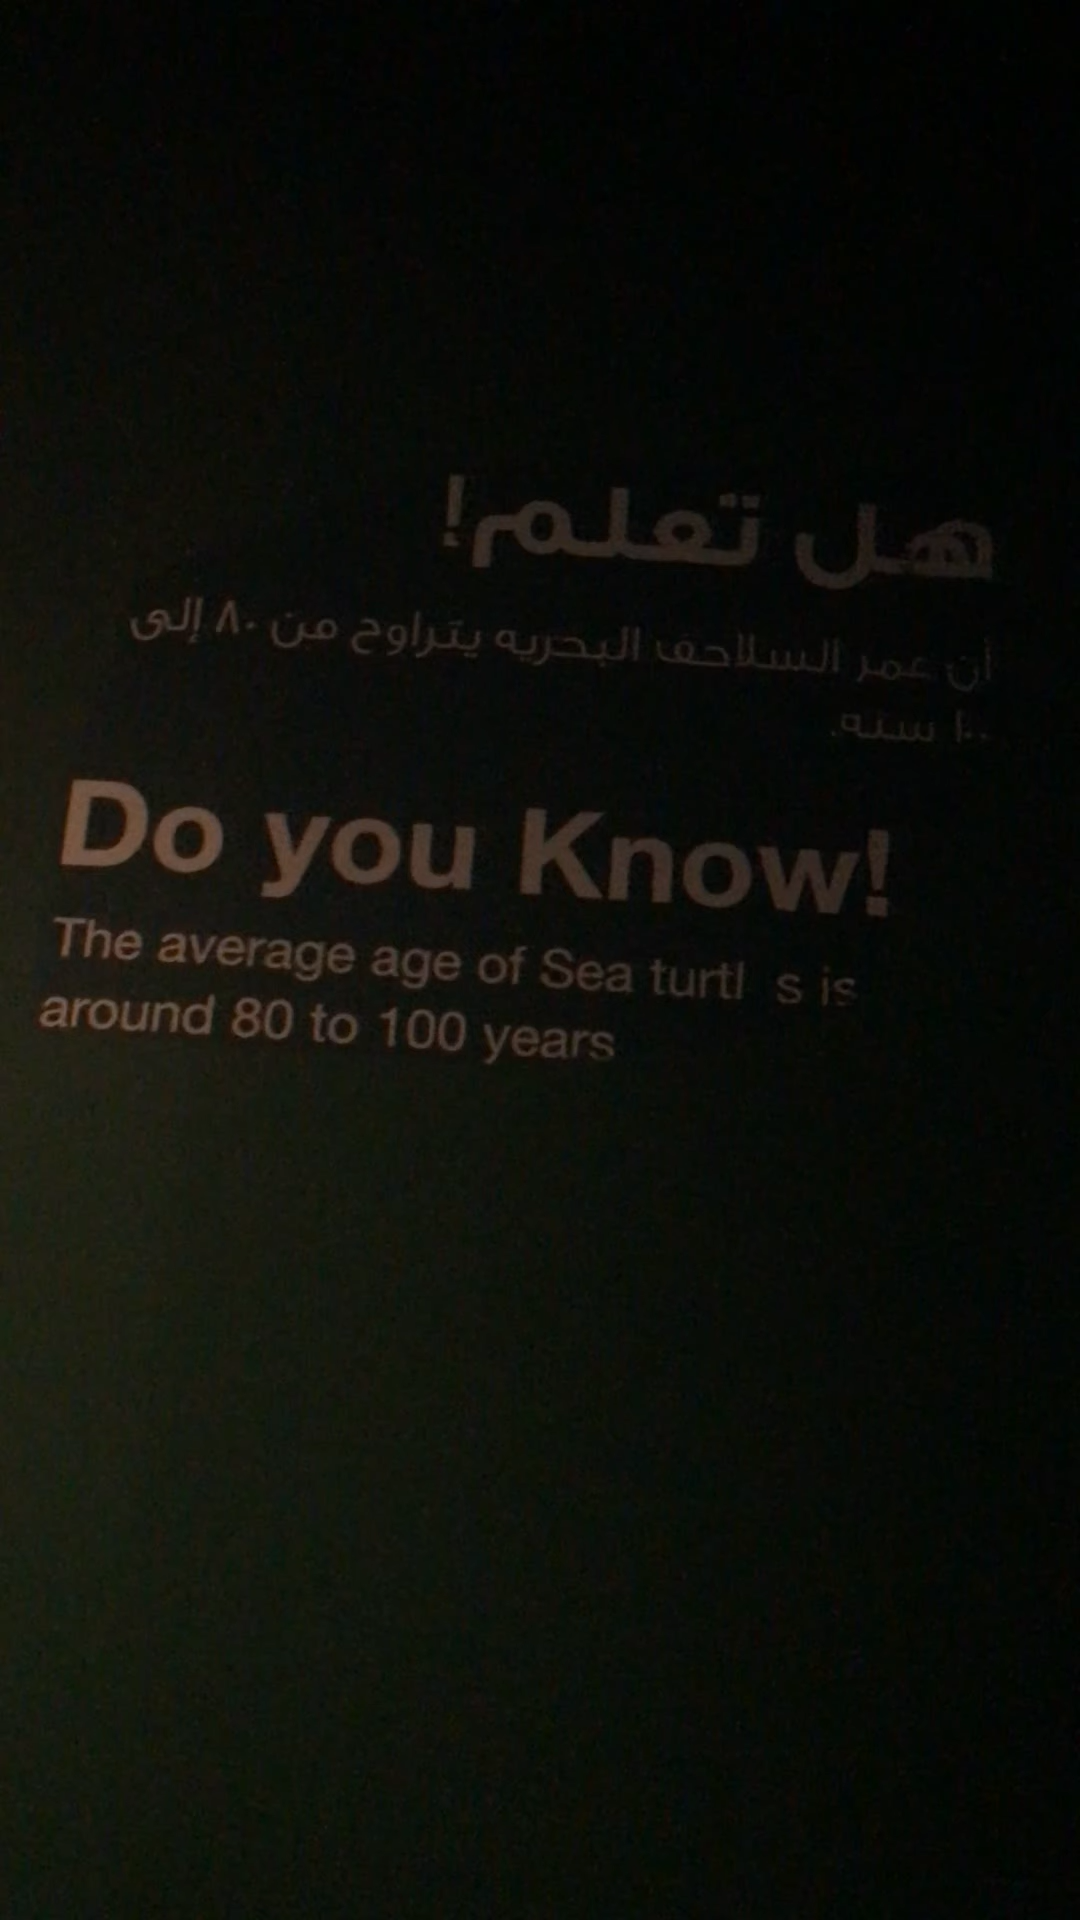 هل تعلم!
أن عمر السلاحف البحريه يتراوح من ٨٠ إلى
١٠٠ سنه.
Do you Know!
The average age of Sea turtl s is
around 80 to 100 years